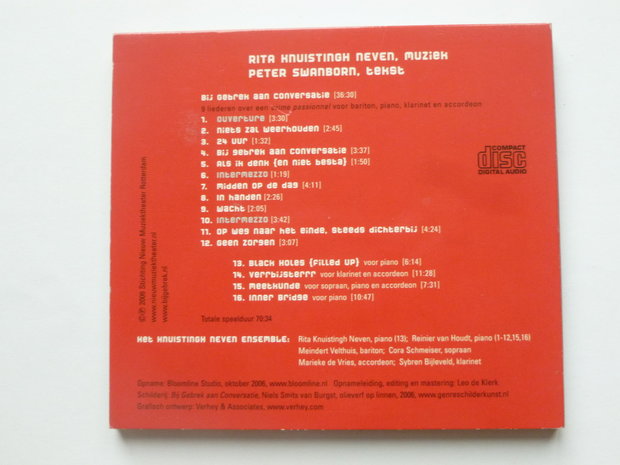 Rita Knuistingh Neven, muziek
Peter Swanborn, tekst
Bij gebrek aan conversatie [36:30]
9 liederen over een crime passionnel voor bariton, piano, klarinet en accordeon
1. Ouverture [3:30]
2. Niets zal weerhouden [2:45]
3. 24 uur [1:32]
4. Bij gebrek aan conversatie [3:37]
5. Als ik denk {en niet besta} [1:50]
6. Intermezzo [1:19]
7. Midden op de dag [4:11]
8. In handen [2:26]
9. Wacht [2:05]
10. Intermezzo [3:42]
11. Op weg naar het einde, steeds dichterbij [4:24]
12. Geen zorgen [3:07]
COMPACT
disc
DIGITAL AUDIO
13. Black Holes {Filled Up} voor piano [6:14]
14. Verrbijsterrr voor klarinet en accordeon [11:28]
15. Meetkunde voor sopraan, piano en accordeon [7:31]
16. Inner Bridge voor piano [10:47]
Totale speelduur 70:34
©℗ 2006 Stichting Nieuw Muziektheater Rotterdam
www.nieuwmuziektheater.nl
www.bijgebrek.nl
Het Knuistingh Neven Ensemble: Rita Knuistingh Neven, piano (13); Reinier van Houdt, piano (1-12,15,16)
Meindert Velthuis, bariton; Cora Schmeiser, sopraan
Marieke de Vries, accordeon; Sybren Bijleveld, klarinet
Opname: Bloomline Studio, oktober 2006, www.bloomline.nl Opnameleiding, editing en mastering: Leo de Klerk
Schilderij: Bij Gebrek aan Conversatie, Niels Smits van Burgst, olieverf op linnen, 2006, www.genreschilderkunst.nl
Grafisch ontwerp: Verhey & Associates, www.verhey.com